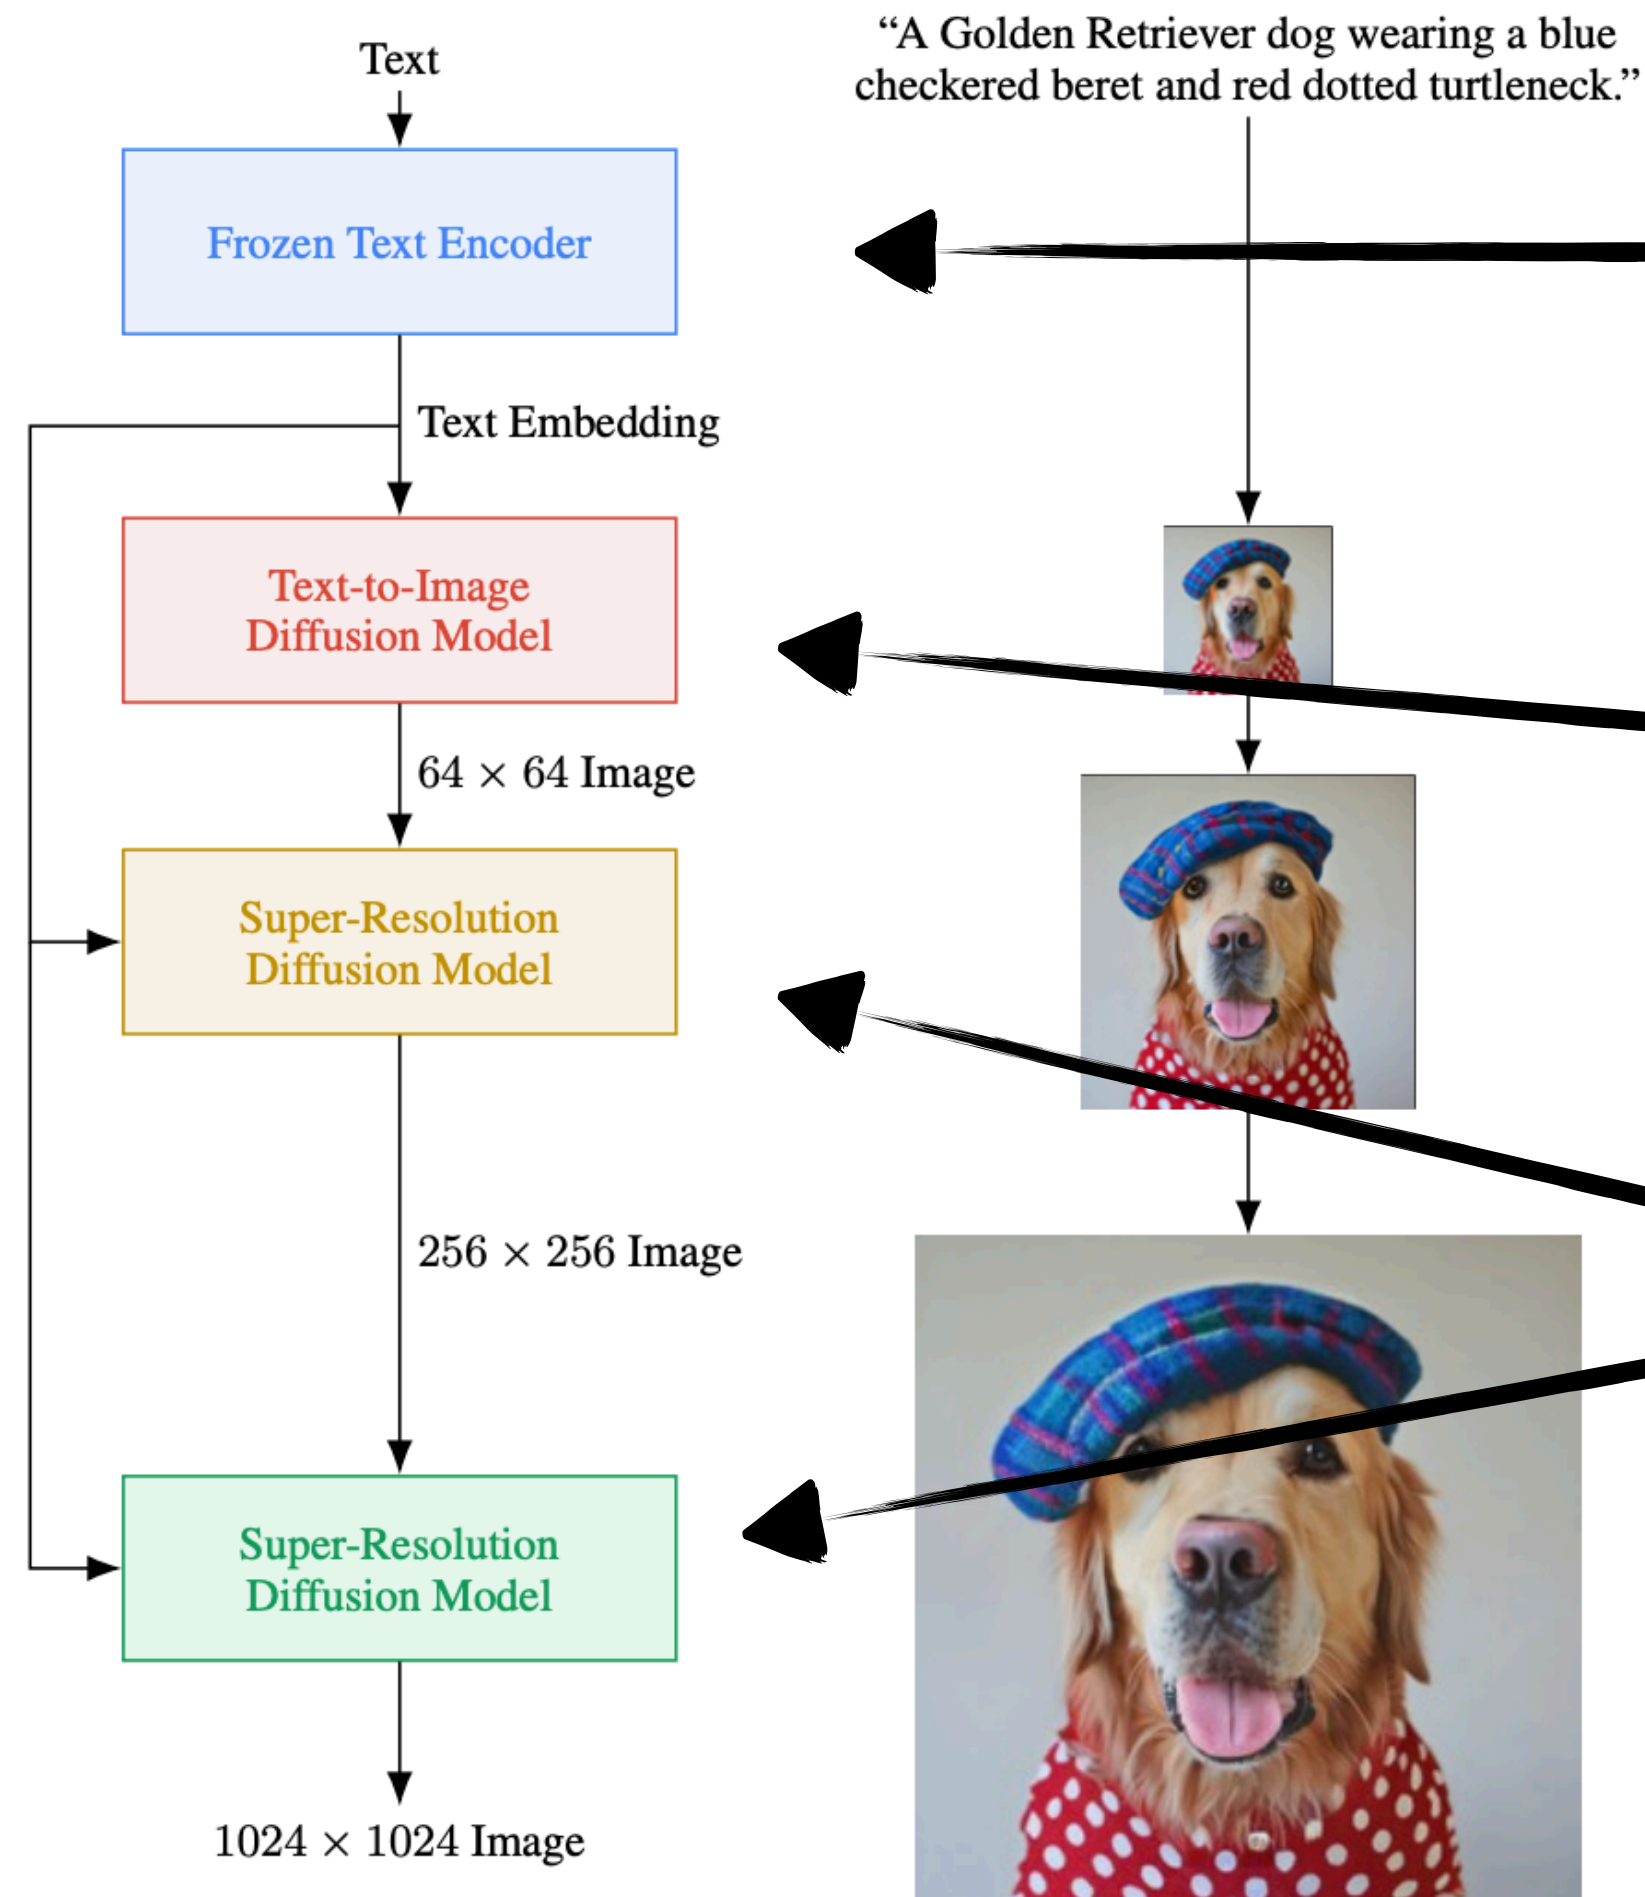 Text
Frozen Text Encoder
Text Embedding
Text-to-Image
Diffusion Model
64 × 64 Image
Super-Resolution
Diffusion Model
256 × 256 Image
Super-Resolution
Diffusion Model
1024 × 1024 Image
“A Golden Retriever dog wearing a blue
checkered beret and red dotted turtleneck.”